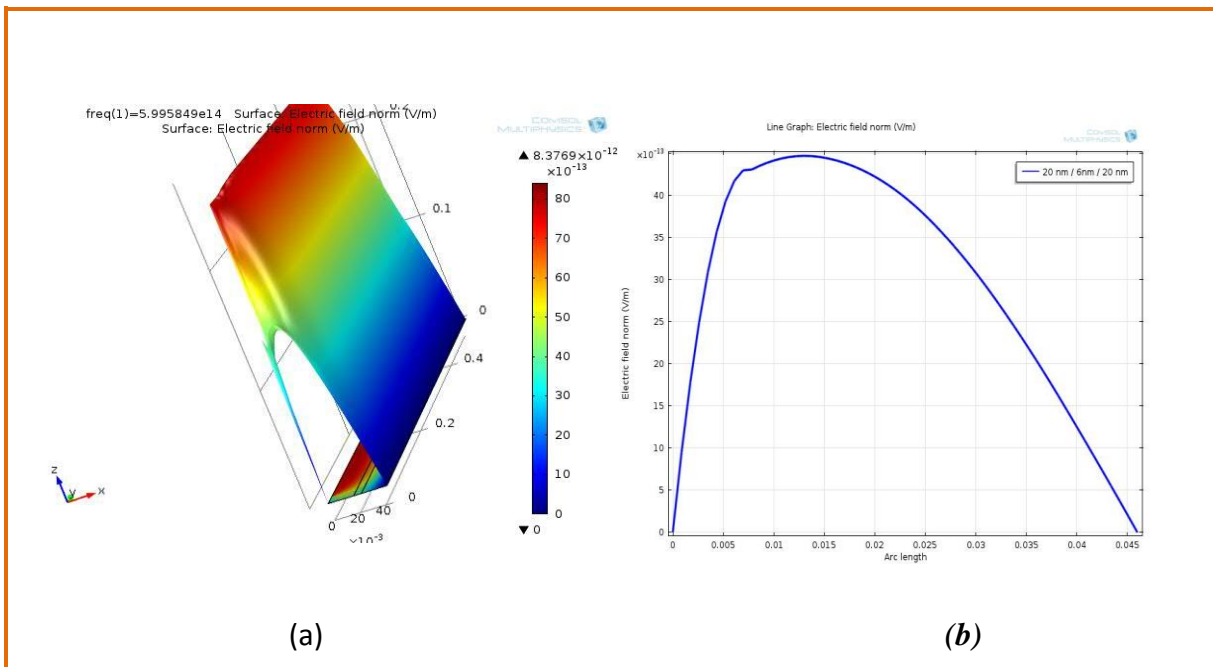 freq(1)=5.995849e14 Surface: Electric field norm (V/m)
Surface: Electric field norm (V/m)
COMSOL
MULTIPHYSICS
▲ 8.3769×10⁻¹²
×10⁻¹³
80
70
60
50
40
30
20
10
0
▼ 0
0.2
0.1
0
0.4
0.2
0
0 20 40
×10⁻³
z
y
x
(a)
Line Graph: Electric field norm (V/m)
COMSOL
MULTIPHYSICS
×10⁻¹³
20 nm / 6nm / 20 nm
40
35
30
25
20
15
10
5
0
Electric field norm (V/m)
0 0.005 0.01 0.015 0.02 0.025 0.03 0.035 0.04 0.045
Arc length
(b)